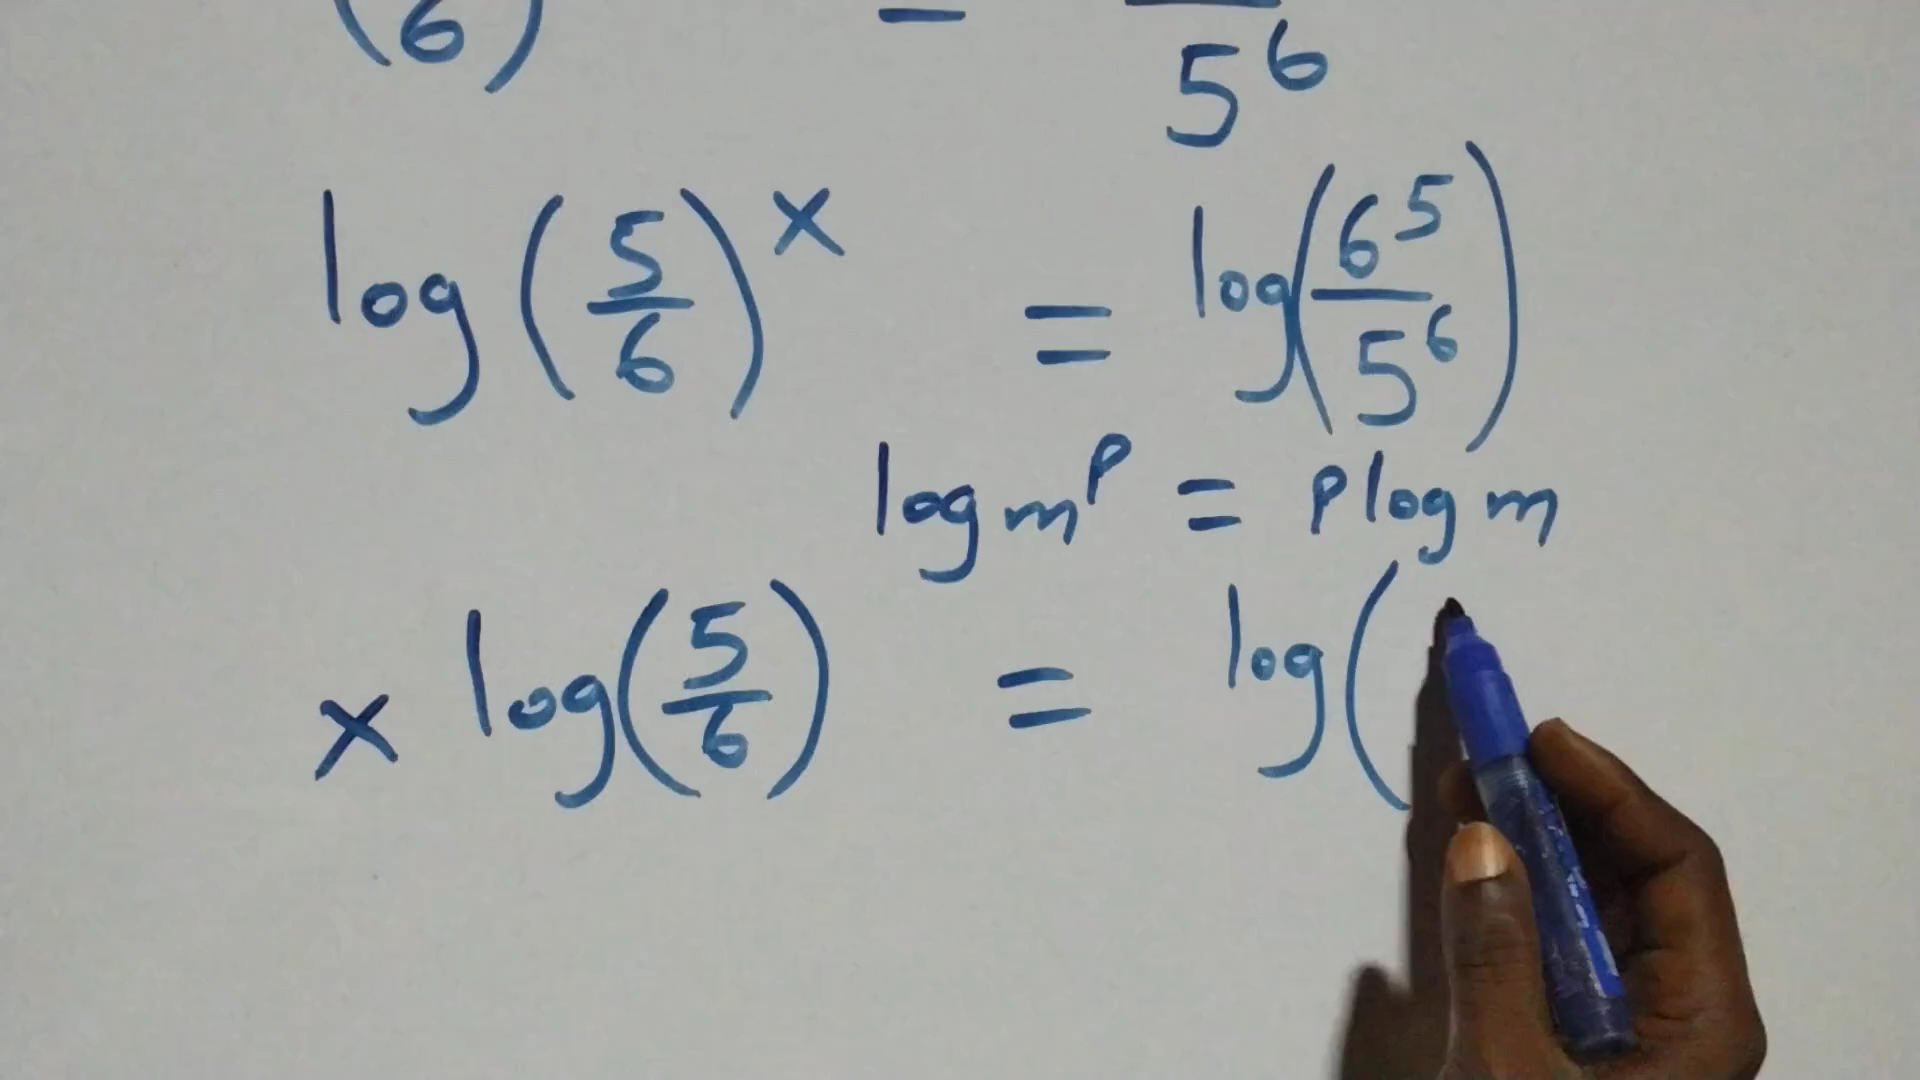 6) = 5^6
log (5/6)^x = log(6^5/5^6)
log m^p = p log m
x log(5/6) = log(